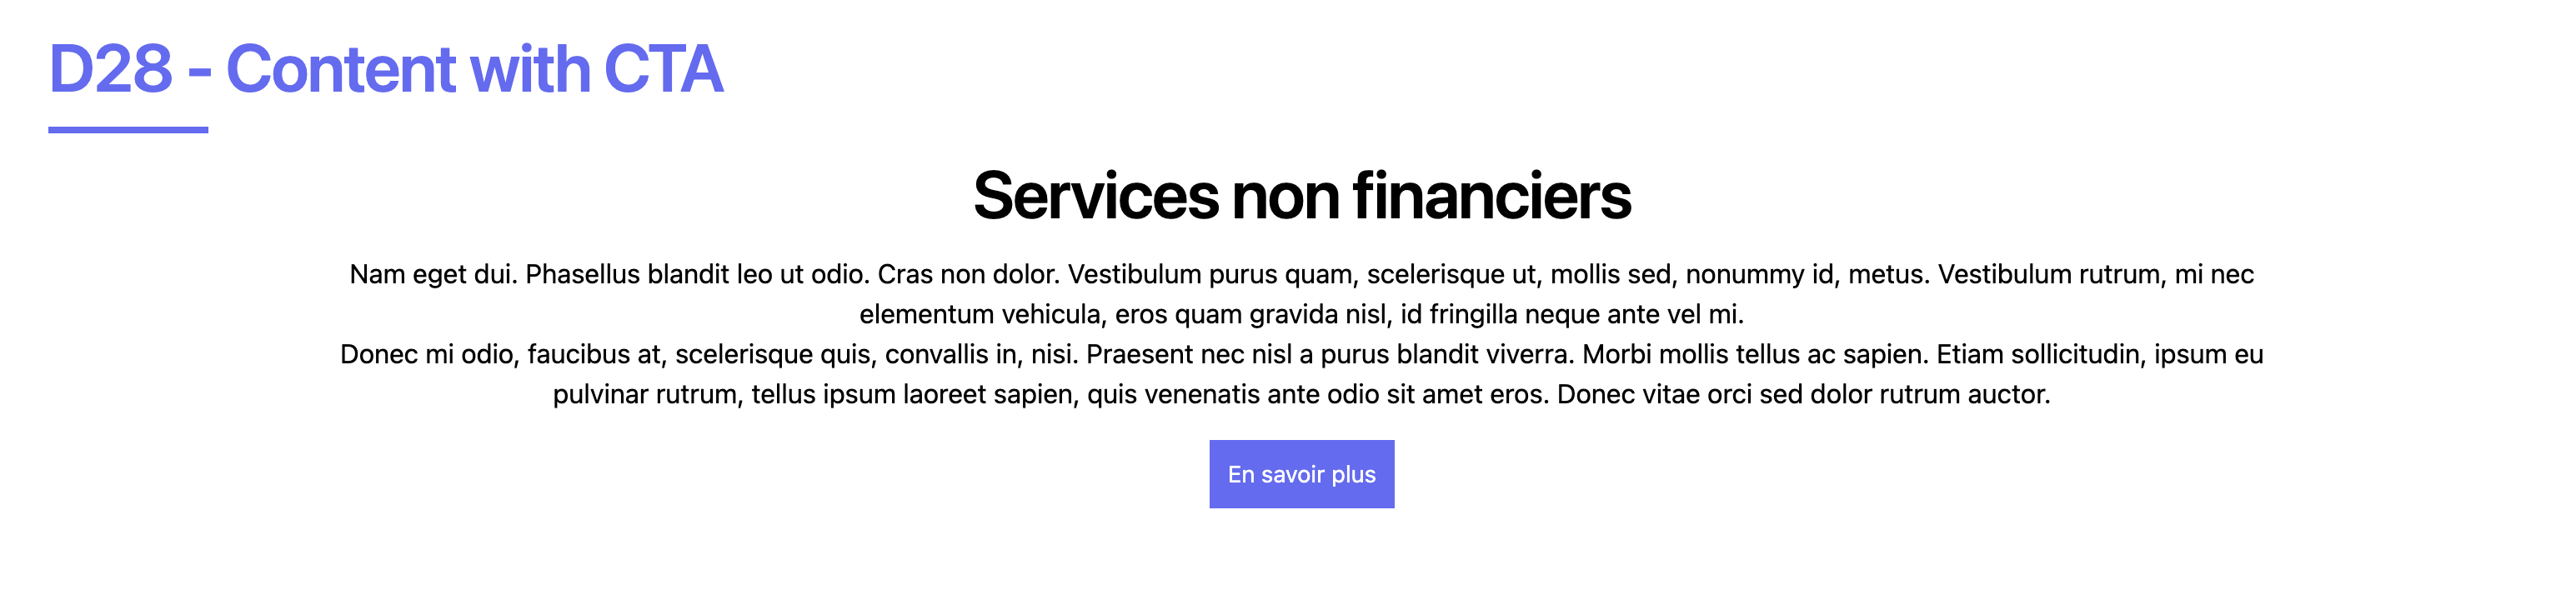 D28 - Content with CTA
Services non financiers
Nam eget dui. Phasellus blandit leo ut odio. Cras non dolor. Vestibulum purus quam, scelerisque ut, mollis sed, nonummy id, metus. Vestibulum rutrum, mi nec
elementum vehicula, eros quam gravida nisl, id fringilla neque ante vel mi.
Donec mi odio, faucibus at, scelerisque quis, convallis in, nisi. Praesent nec nisl a purus blandit viverra. Morbi mollis tellus ac sapien. Etiam sollicitudin, ipsum eu
pulvinar rutrum, tellus ipsum laoreet sapien, quis venenatis ante odio sit amet eros. Donec vitae orci sed dolor rutrum auctor.
En savoir plus